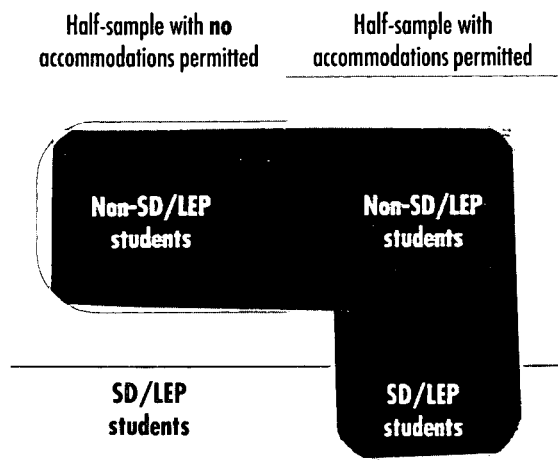 Half-sample with no
accommodations permitted
Half-sample with
accommodations permitted
Non-SD/LEP
students
Non-SD/LEP
students
SD/LEP
students
SD/LEP
students